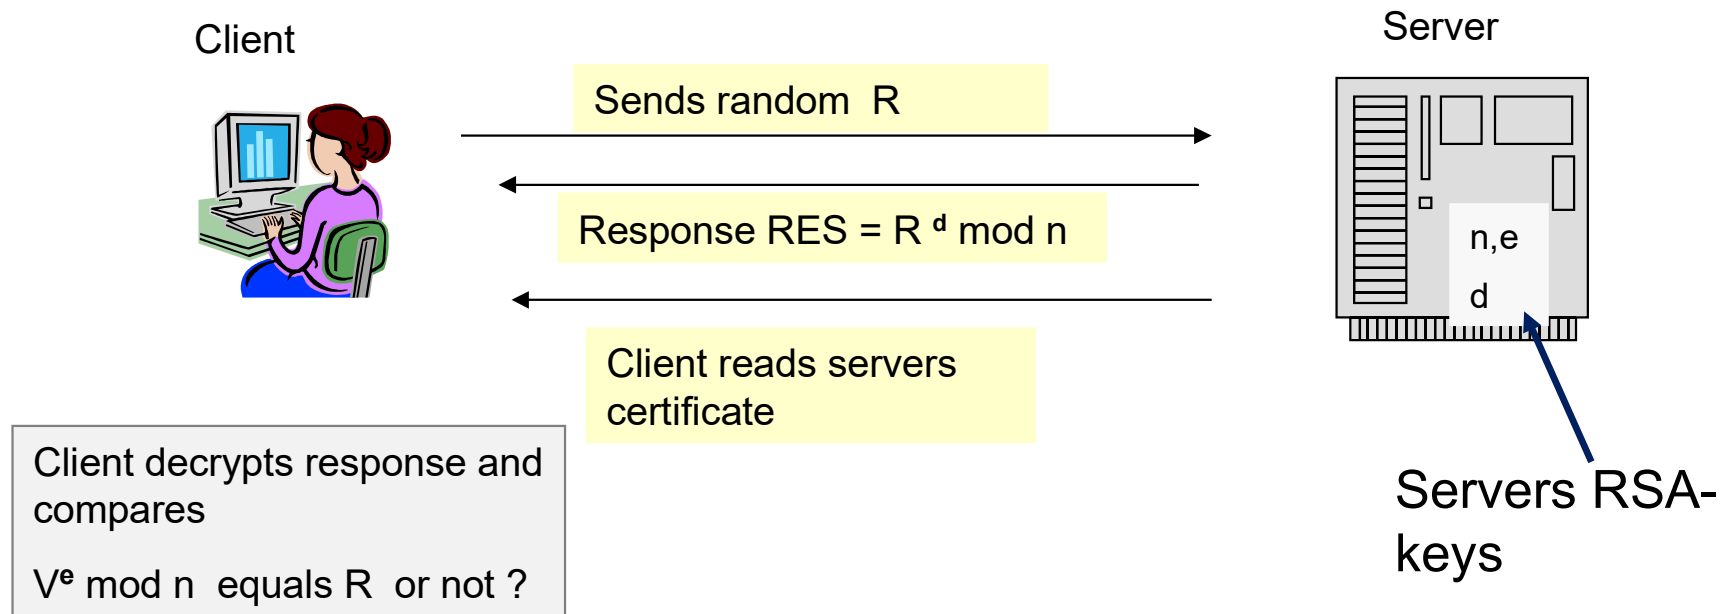 Client
Server
Sends random R
Response RES = R ᵈ mod n
n,e
d
Client reads servers
certificate
Client decrypts response and
compares
Vᵉ mod n equals R or not ?
Servers RSA-
keys